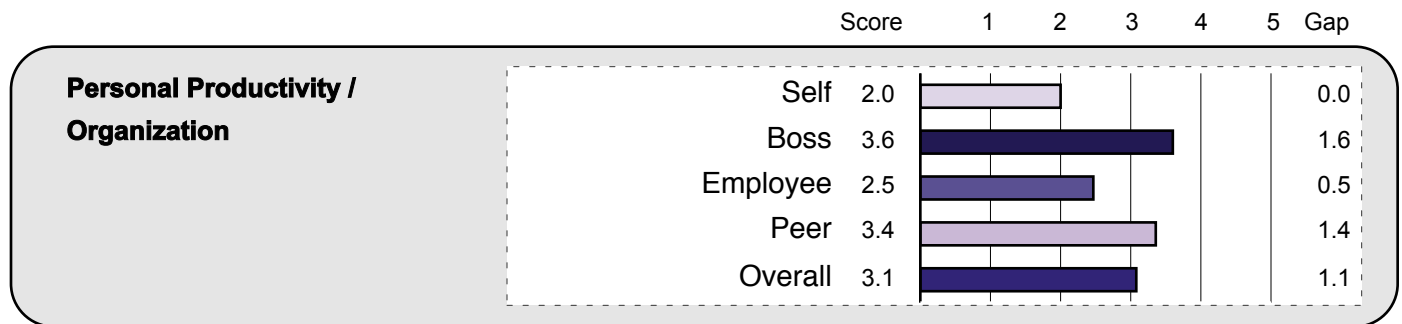 Score 1 2 3 4 5 Gap
Personal Productivity /
Organization
Self 2.0 0.0
Boss 3.6 1.6
Employee 2.5 0.5
Peer 3.4 1.4
Overall 3.1 1.1